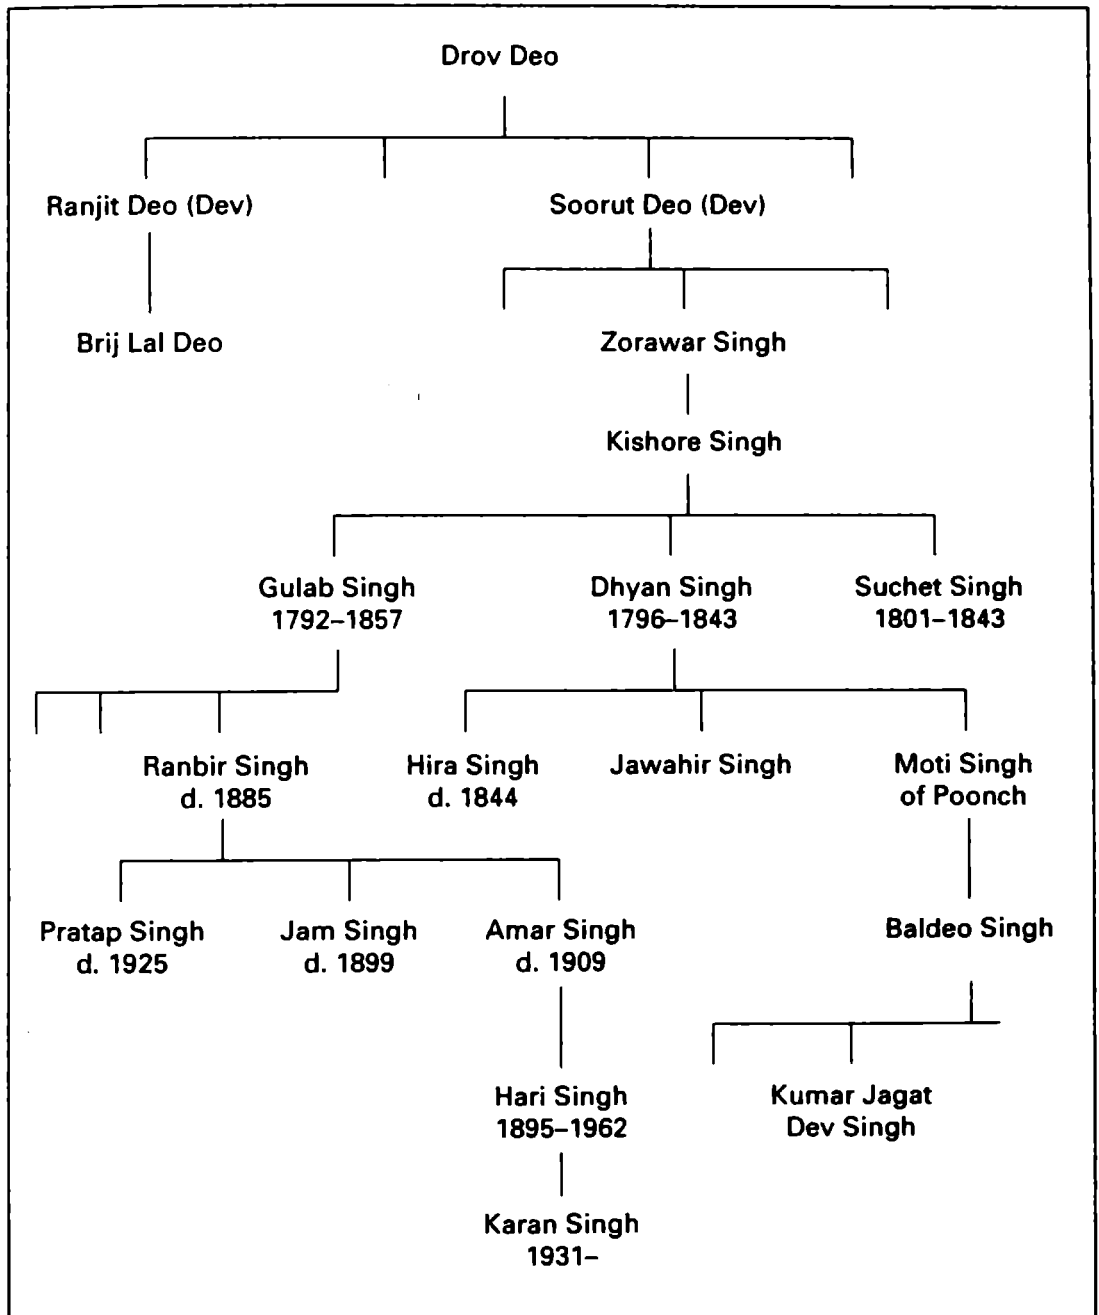 Drov Deo
Ranjit Deo (Dev)
Soorut Deo (Dev)
Brij Lal Deo
Zorawar Singh
Kishore Singh
Gulab Singh
1792–1857
Dhyan Singh
1796–1843
Suchet Singh
1801–1843
Ranbir Singh
d. 1885
Hira Singh
d. 1844
Jawahir Singh
Moti Singh
of Poonch
Pratap Singh
d. 1925
Jam Singh
d. 1899
Amar Singh
d. 1909
Baldeo Singh
Hari Singh
1895–1962
Kumar Jagat
Dev Singh
Karan Singh
1931–